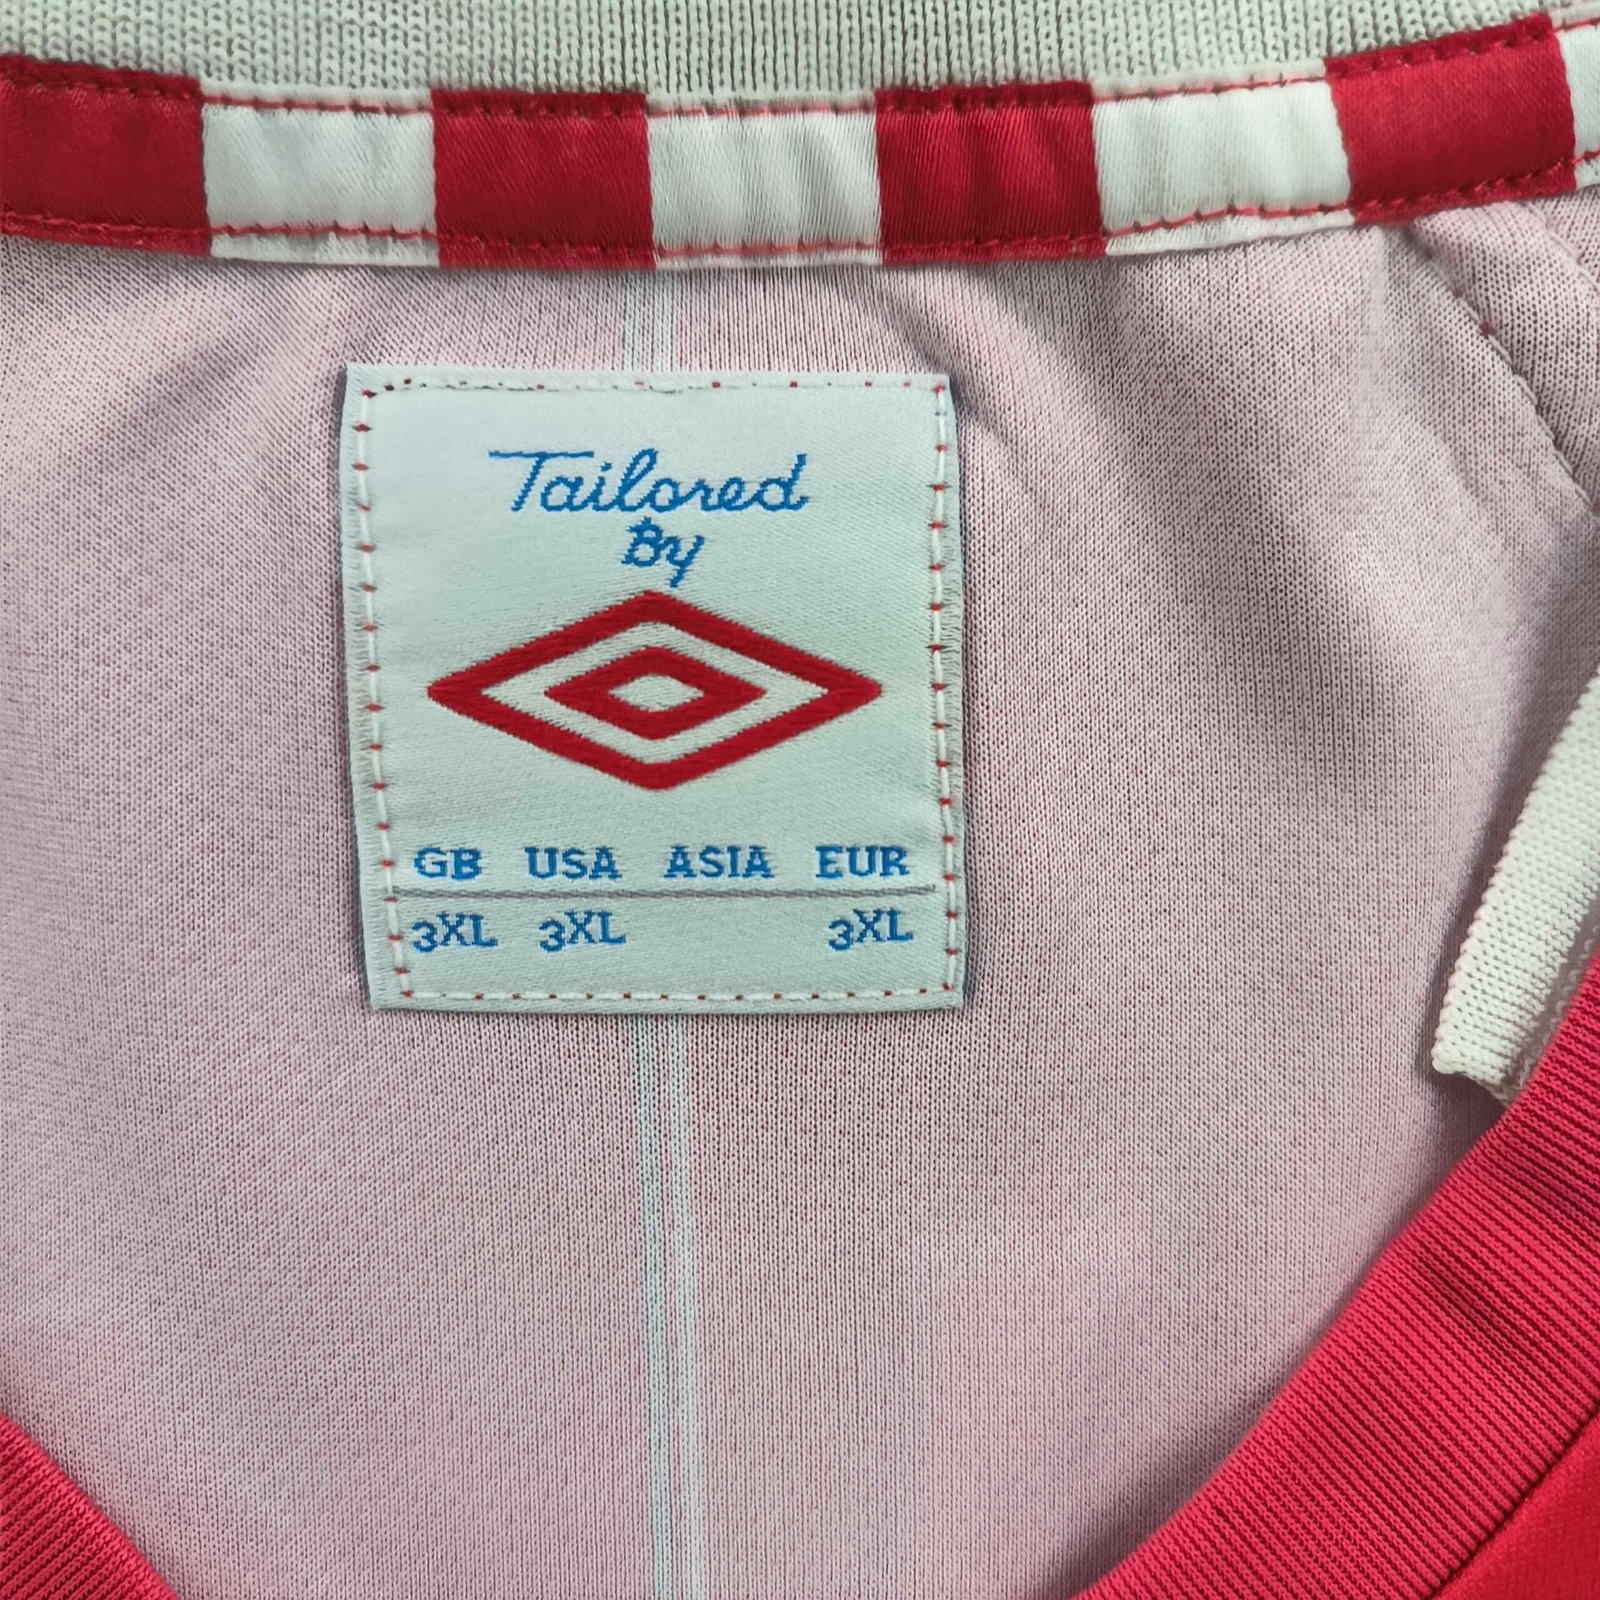 Tailored
By
GB USA ASIA EUR
3XL 3XL 3XL